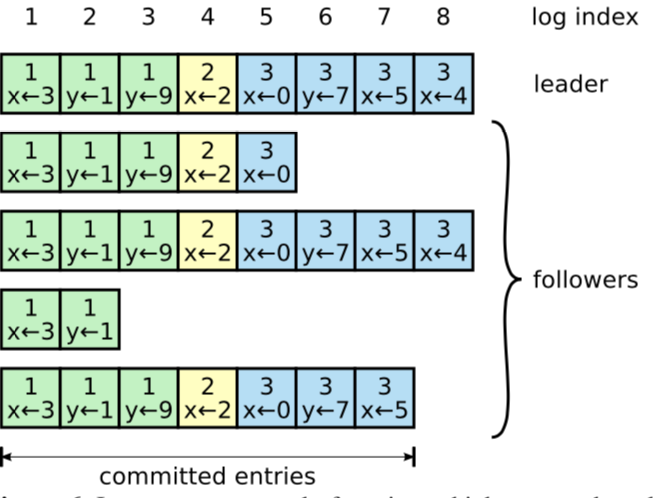 1 2 3 4 5 6 7 8 log index
1 1 1 2 3 3 3 3
x←3 y←1 y←9 x←2 x←0 y←7 x←5 x←4
leader
1 1 1 2 3
x←3 y←1 y←9 x←2 x←0
1 1 1 2 3 3 3 3
x←3 y←1 y←9 x←2 x←0 y←7 x←5 x←4
followers
1 1
x←3 y←1
1 1 1 2 3 3 3
x←3 y←1 y←9 x←2 x←0 y←7 x←5
committed entries